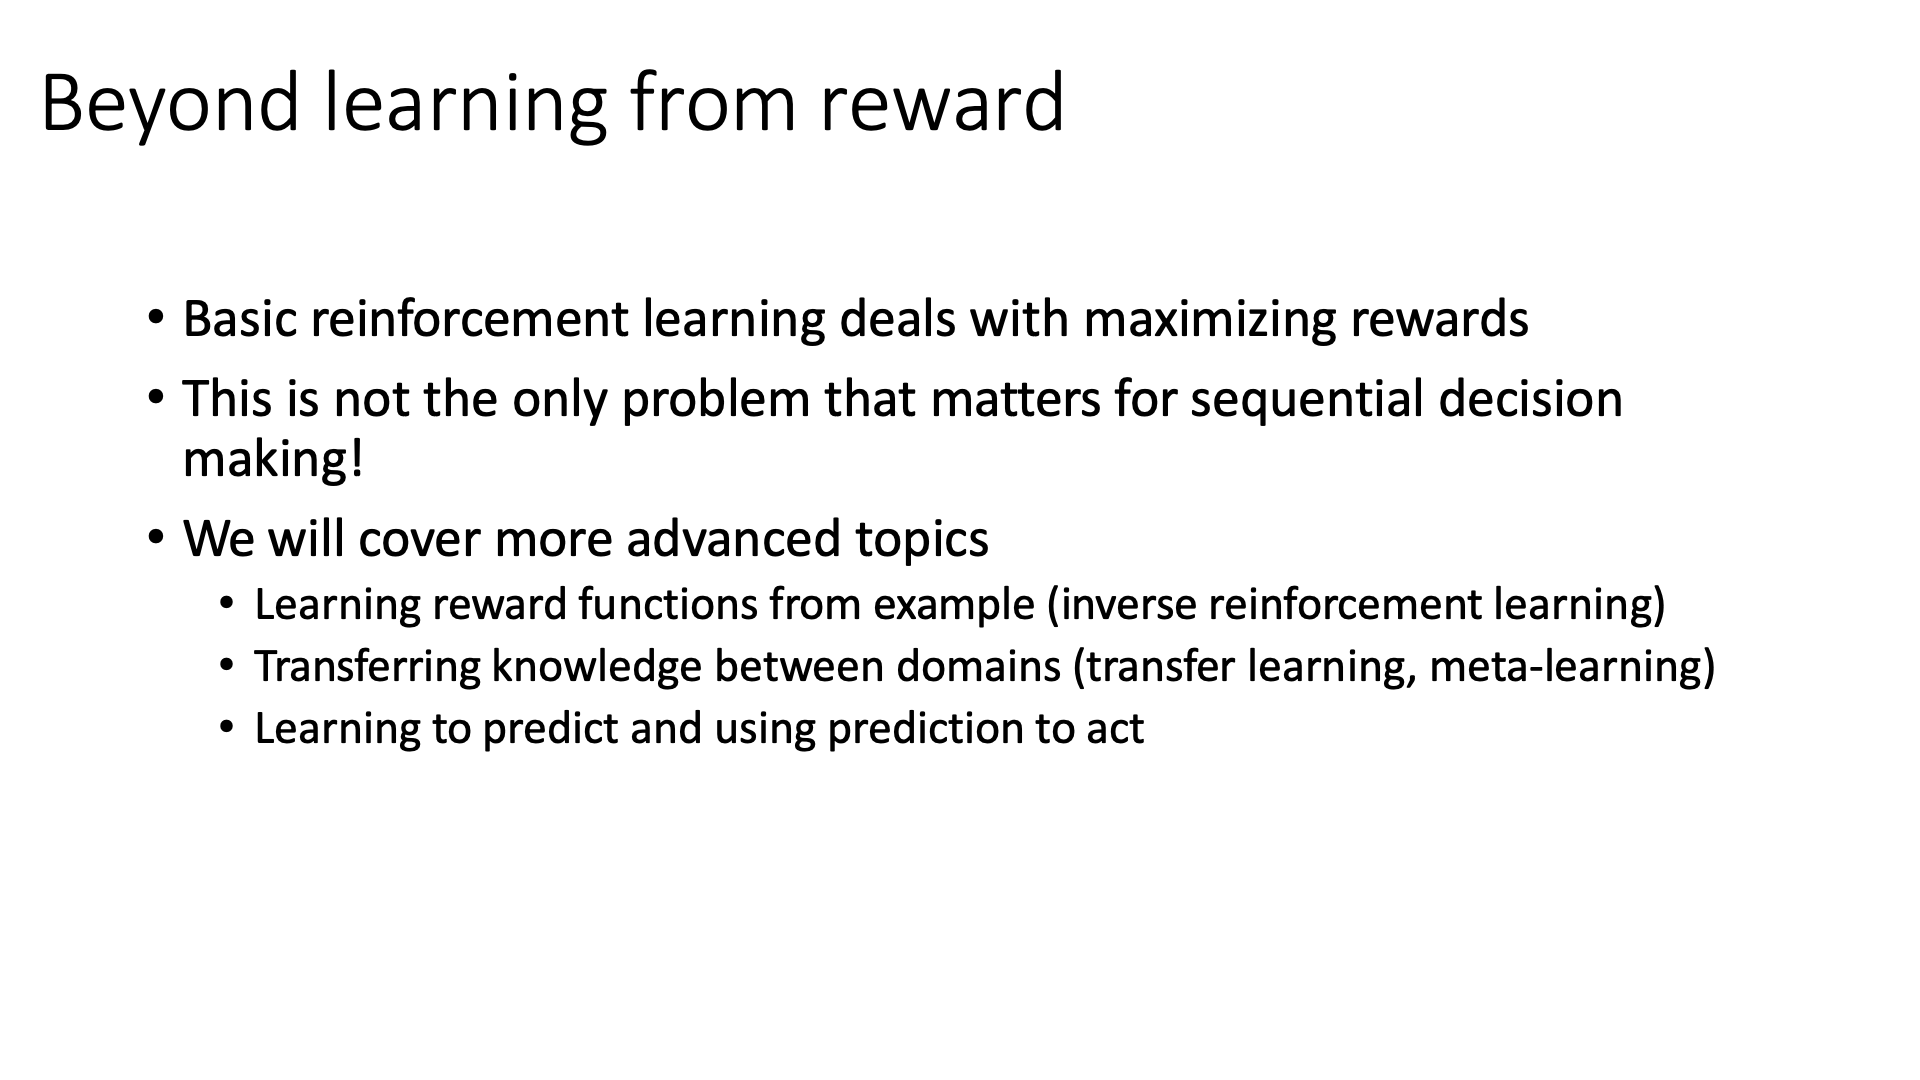 Beyond learning from reward
• Basic reinforcement learning deals with maximizing rewards
• This is not the only problem that matters for sequential decision
making!
• We will cover more advanced topics
• Learning reward functions from example (inverse reinforcement learning)
• Transferring knowledge between domains (transfer learning, meta-learning)
• Learning to predict and using prediction to act